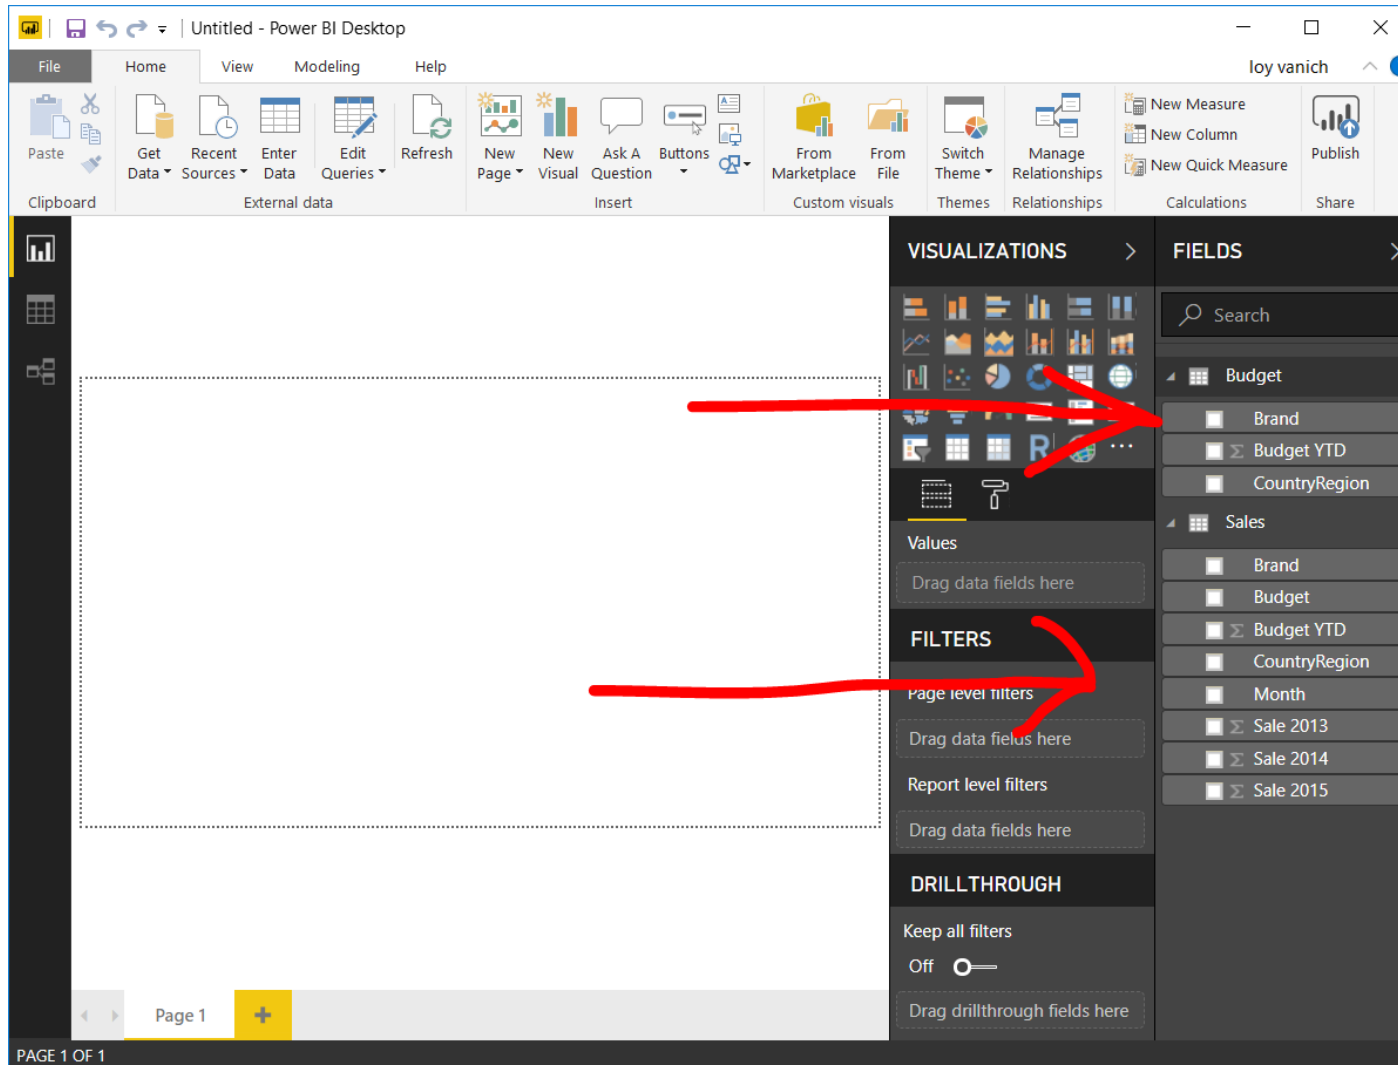 Untitled - Power BI Desktop
File Home View Modeling Help loy vanich
Paste
Get Data
Recent Sources
Enter Data
Edit Queries
Refresh
New Page
New Visual
Ask A Question
Buttons
From Marketplace
From File
Switch Theme
Manage Relationships
New Measure
New Column
New Quick Measure
Publish
Clipboard External data Insert Custom visuals Themes Relationships Calculations Share
VISUALIZATIONS
R
Values
Drag data fields here
FILTERS
Page level filters
Drag data fields here
Report level filters
Drag data fields here
DRILLTHROUGH
Keep all filters
Off
Drag drillthrough fields here
FIELDS
Search
Budget
Brand
Σ Budget YTD
CountryRegion
Sales
Brand
Budget
Σ Budget YTD
CountryRegion
Month
Σ Sale 2013
Σ Sale 2014
Σ Sale 2015
Page 1
PAGE 1 OF 1